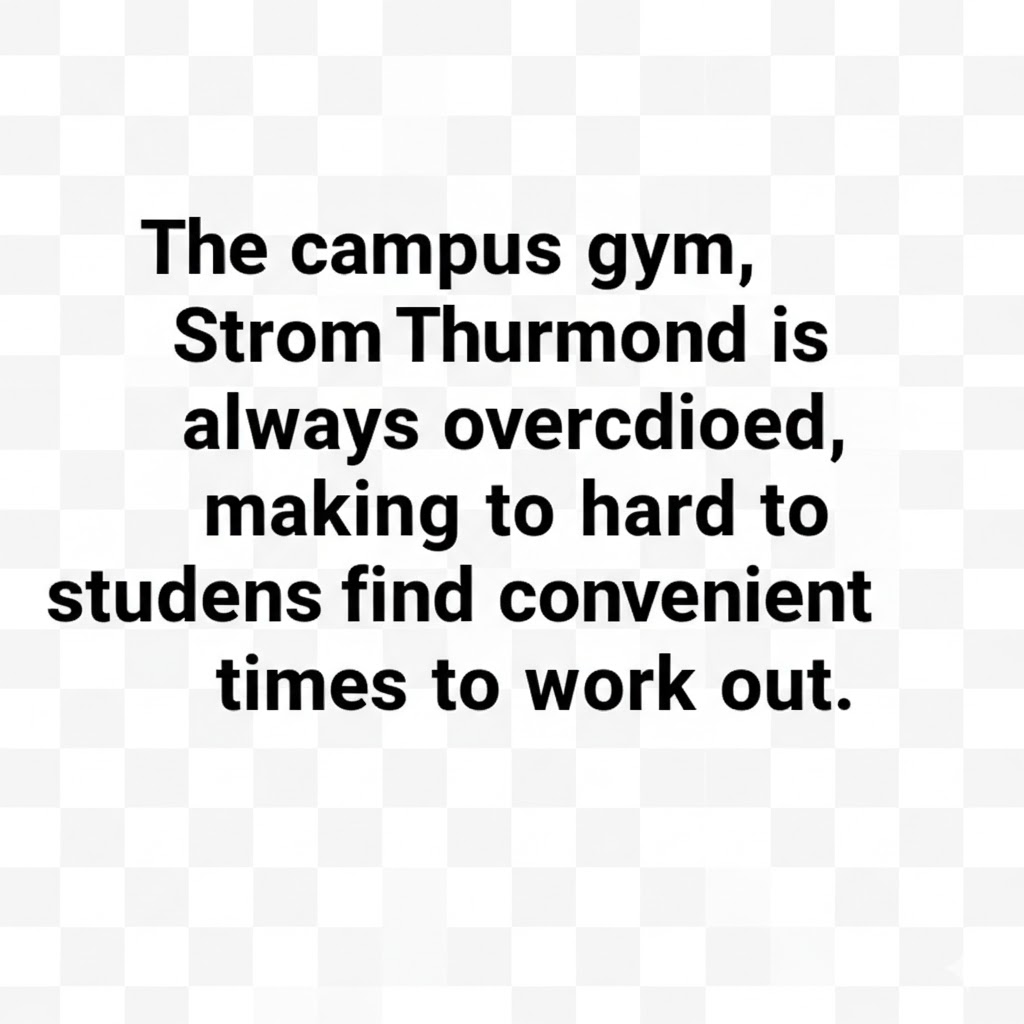 The campus gym,
Strom Thurmond is
always overcdioed,
making to hard to
studens find convenient
times to work out.